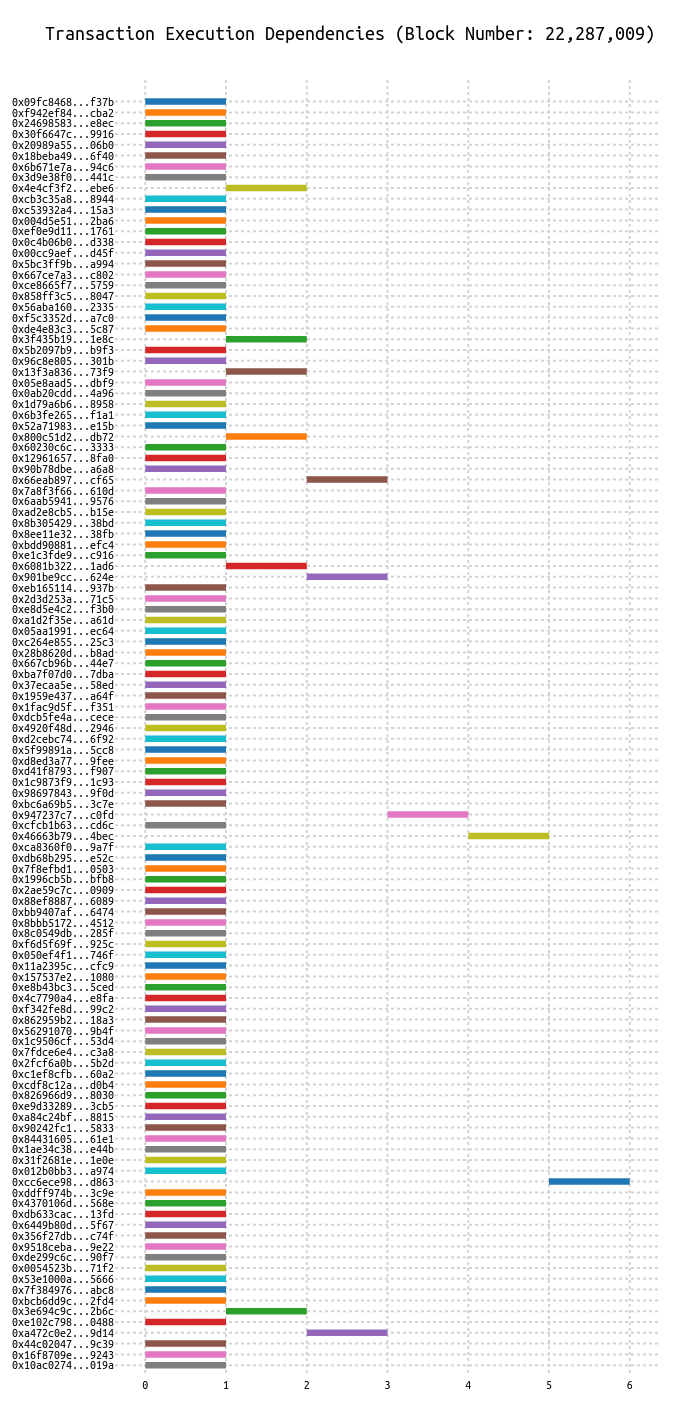 Transaction Execution Dependencies (Block Number: 22,287,009)
0x09fc8468...f37b
0xf942ef84...cba2
0x24698583...e8ec
0x30f6647c...9916
0x20989a55...06b0
0x18beba49...6f40
0x6b671e7a...94c6
0x3d9e38f0...441c
0x4e4cf3f2...ebe6
0xcb3c35a8...8944
0xc53932a4...15a3
0x004d5e51...2ba6
0xef0e9d11...1761
0x0c4b06b0...d338
0x00cc9aef...d45f
0x5bc3ff9b...a994
0x667ce7a3...c802
0xce8665f7...5759
0x858ff3c5...8047
0x56aba160...2335
0xf5c3352d...a7c0
0xde4e83c3...5c87
0x3f435b19...1e8c
0x5b2097b9...b9f3
0x96c8e805...301b
0x13f3a836...73f9
0x05e8aad5...dbf9
0x0ab20cdd...4a96
0x1d79a6b6...8958
0x6b3fe265...f1a1
0x52a71983...e15b
0x800c51d2...db72
0x60230c6c...3333
0x12961657...8fa0
0x90b78dbe...a6a8
0x66eab897...cf65
0x7a8f3f66...610d
0x6aab5941...9576
0xad2e8cb5...b15e
0x8b305429...38bd
0x8ee11e32...38fb
0xbdd90881...efc4
0xe1c3fde9...c916
0x6081b322...1ad6
0x901be9cc...624e
0xeb165114...937b
0x2d3d253a...71c5
0xe8d5e4c2...f3b0
0xa1d2f35e...a61d
0x05aa1991...ec64
0xc264e855...25c3
0x28b8620d...b8ad
0x667cb96b...44e7
0xba7f07d0...7dba
0x37ecaa5e...58ed
0x1959e437...a64f
0x1fac9d5f...f351
0xdcb5fe4a...cece
0x4920f48d...2946
0xd2cebc74...6f92
0x5f99891a...5cc8
0xd8ed3a77...9fee
0xd41f8793...f907
0x1c9873f9...1c93
0x98697843...9f0d
0xbc6a69b5...3c7e
0x947237c7...c0fd
0xcfcb1b63...cd6c
0x46663b79...4bec
0xca8360f0...9a7f
0xdb68b295...e52c
0x7f8efbd1...0503
0x1996cb5b...bfb8
0x2ae59c7c...0909
0x88ef8887...6089
0xbb9407af...6474
0x8bbb5172...4512
0x8c0549db...285f
0xf6d5f69f...925c
0x050ef4f1...746f
0x11a2395c...cfc9
0x157537e2...1080
0xe8b43bc3...5ced
0x4c7790a4...e8fa
0xf342fe8d...99c2
0x862959b2...18a3
0x56291070...9b4f
0x1c9506cf...53d4
0x7fdce6e4...c3a8
0x2fcf6a0b...5b2d
0xc1ef8cfb...60a2
0xcdf8c12a...d0b4
0x826966d9...8030
0xe9d33289...3cb5
0xa84c24bf...8815
0x90242fc1...5833
0x84431605...61e1
0x1ae34c38...e44b
0x31f2681e...1e0e
0x012b0bb3...a974
0xcc6ece98...d863
0xddff974b...3c9e
0x4370106d...568e
0xdb633cac...13fd
0x6449b80d...5f67
0x356f27db...c74f
0x9518ceba...9e22
0xde299c6c...90f7
0x0054523b...71f2
0x53e1000a...5666
0x7f384976...abc8
0xbcb6dd9c...2fd4
0x3e694c9c...2b6c
0xe102c798...0488
0xa472c0e2...9d14
0x44c02047...9c39
0x16f8709e...9243
0x10ac0274...019a
0 1 2 3 4 5 6